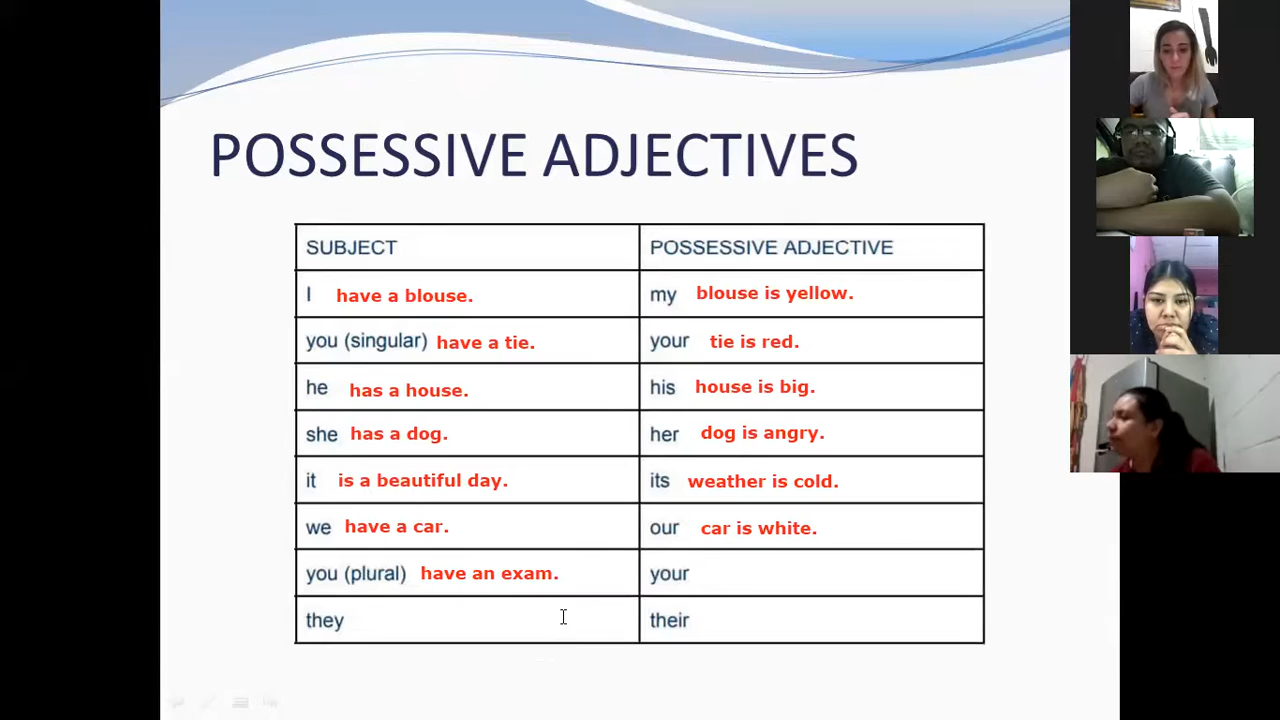 POSSESSIVE ADJECTIVES
SUBJECT POSSESSIVE ADJECTIVE
I have a blouse. my blouse is yellow.
you (singular) have a tie. your tie is red.
he has a house. his house is big.
she has a dog. her dog is angry.
it is a beautiful day. its weather is cold.
we have a car. our car is white.
you (plural) have an exam. your
they their